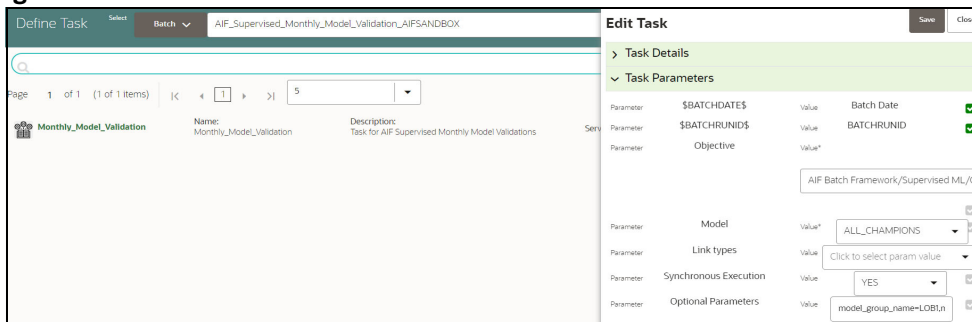 Define Task Select Batch AIF_Supervised_Monthly_Model_Validation_AIFSANDBOX
Page 1 of 1 (1 of 1 items) 1 5
Monthly_Model_Validation
Name:
Monthly_Model_Validation
Description:
Task for AIF Supervised Monthly Model Validations
Serv
Edit Task Save Close
Task Details
Task Parameters
Parameter $BATCHDATE$ Value Batch Date
Parameter $BATCHRUNID$ Value BATCHRUNID
Parameter Objective Value*
AIF Batch Framework/Supervised ML/
Parameter Model Value* ALL_CHAMPIONS
Parameter Link types Value Click to select param value
Parameter Synchronous Execution Value YES
Parameter Optional Parameters Value model_group_name=LOB1,n